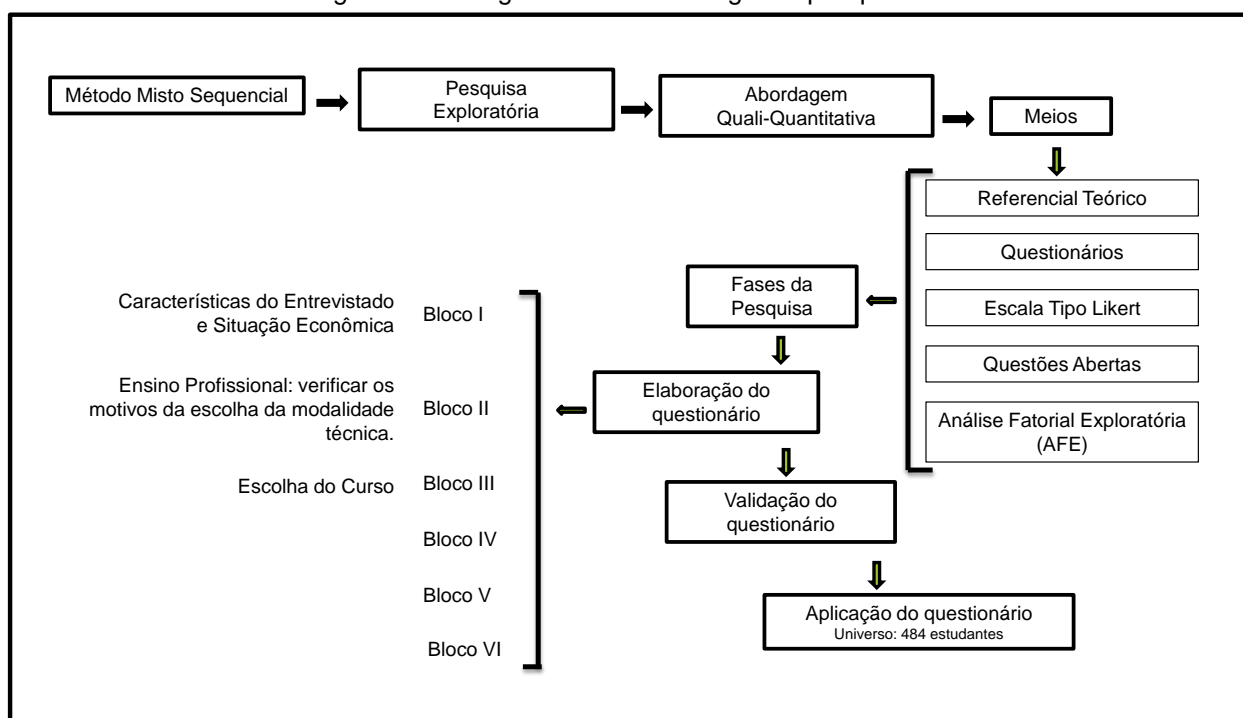 Método Misto Sequencial
Pesquisa
Exploratória
Abordagem
Quali-Quantitativa
Meios
Referencial Teórico
Questionários
Escala Tipo Likert
Questões Abertas
Análise Fatorial Exploratória
(AFE)
Fases da
Pesquisa
Elaboração do
questionário
Validação do
questionário
Aplicação do questionário
Universo: 484 estudantes
Características do Entrevistado
e Situação Econômica
Bloco I
Ensino Profissional: verificar os
motivos da escolha da modalidade
técnica.
Bloco II
Escolha do Curso
Bloco III
Bloco IV
Bloco V
Bloco VI